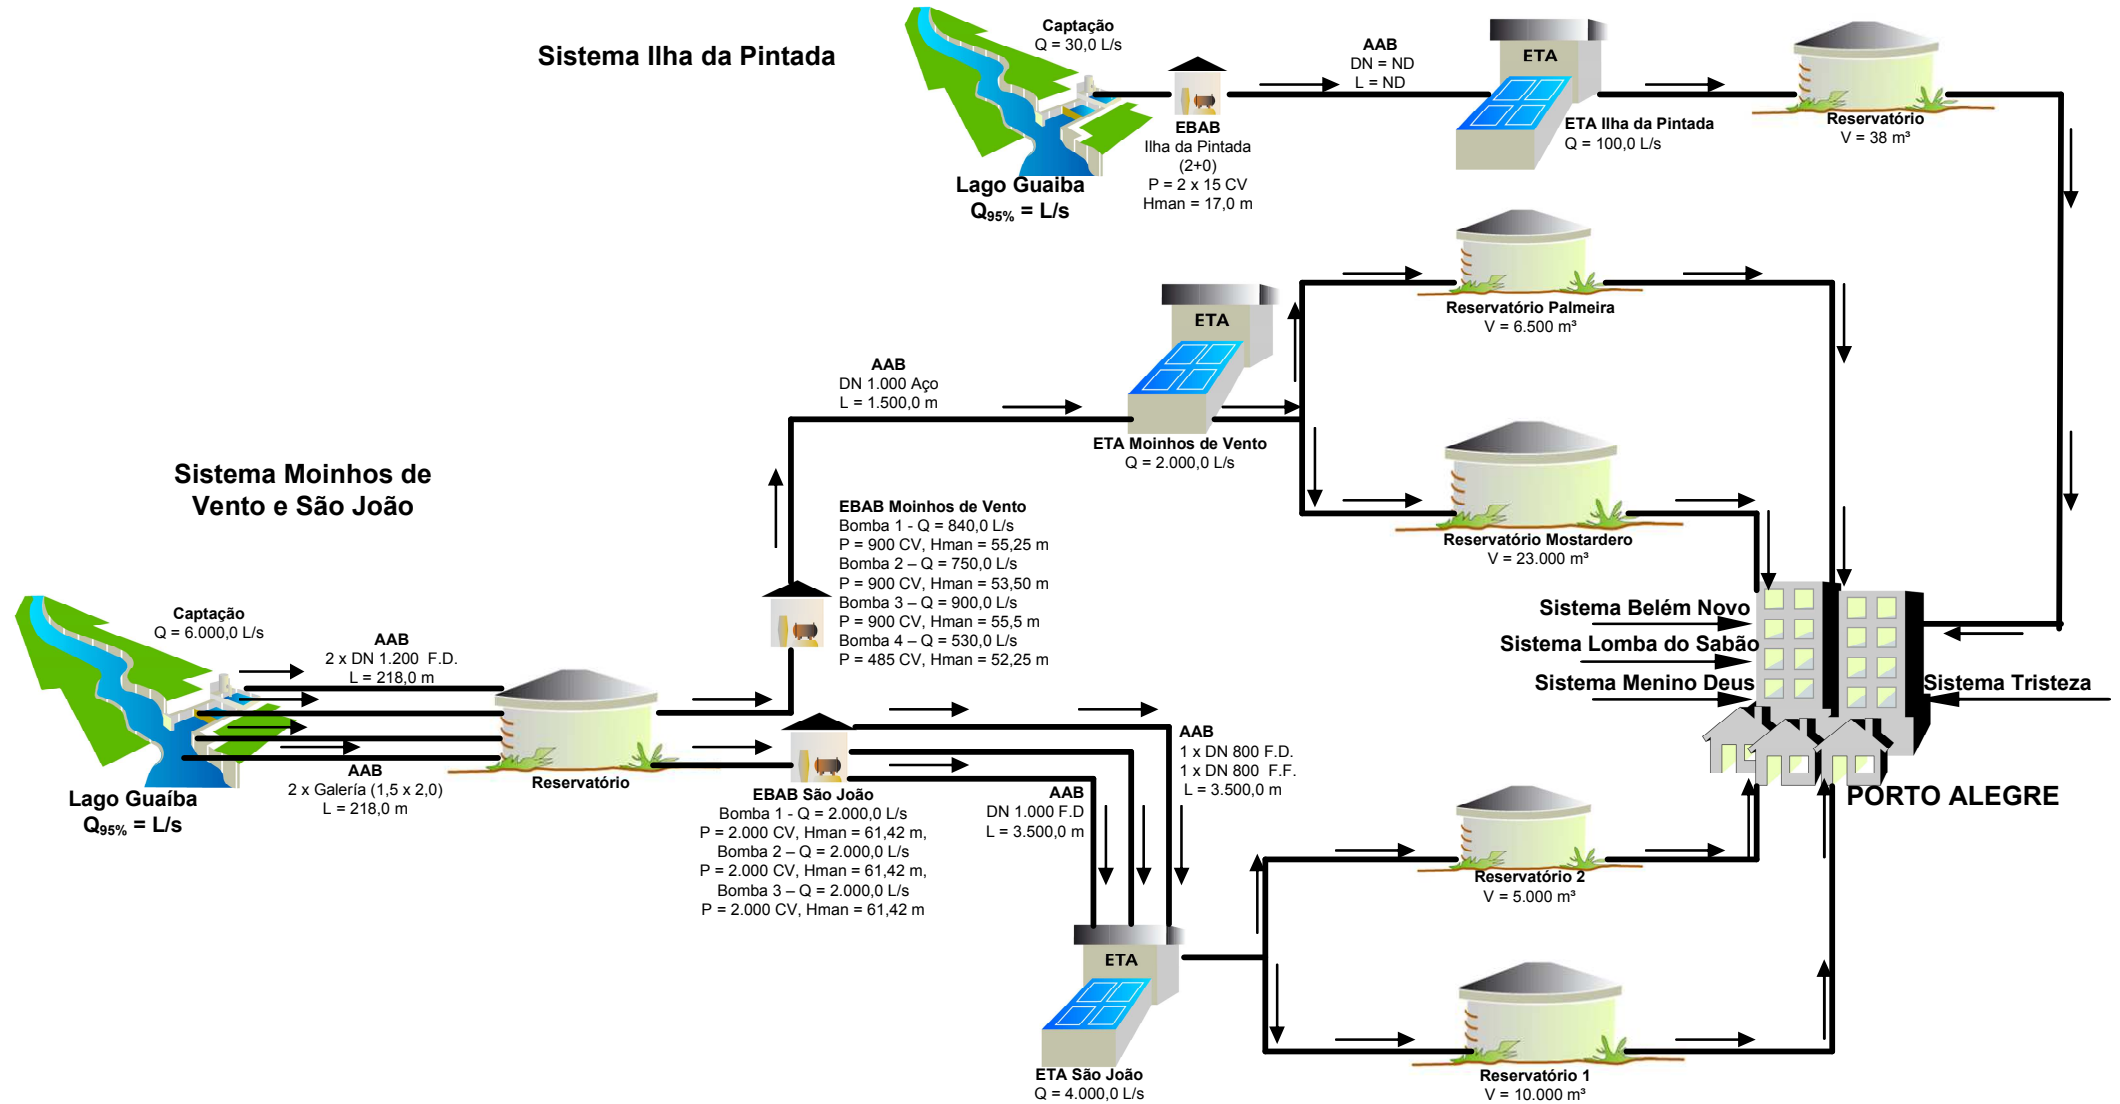 Sistema Ilha da Pintada
Captação
Q = 30,0 L/s
Lago Guaiba
Q95% = L/s
EBAB
Ilha da Pintada
(2+0)
P = 2 x 15 CV
Hman = 17,0 m
AAB
DN = ND
L = ND
ETA
ETA Ilha da Pintada
Q = 100,0 L/s
Reservatório
V = 38 m³
Sistema Moinhos de
Vento e São João
Captação
Q = 6.000,0 L/s
Lago Guaíba
Q95% = L/s
AAB
2 x DN 1.200 F.D.
L = 218,0 m
AAB
2 x Galería (1,5 x 2,0)
L = 218,0 m
Reservatório
EBAB Moinhos de Vento
Bomba 1 - Q = 840,0 L/s
P = 900 CV, Hman = 55,25 m
Bomba 2 – Q = 750,0 L/s
P = 900 CV, Hman = 53,50 m
Bomba 3 – Q = 900,0 L/s
P = 900 CV, Hman = 55,5 m
Bomba 4 – Q = 530,0 L/s
P = 485 CV, Hman = 52,25 m
AAB
DN 1.000 Aço
L = 1.500,0 m
ETA
ETA Moinhos de Vento
Q = 2.000,0 L/s
Reservatório Palmeira
V = 6.500 m³
Reservatório Mostardero
V = 23.000 m³
EBAB São João
Bomba 1 - Q = 2.000,0 L/s
P = 2.000 CV, Hman = 61,42 m,
Bomba 2 – Q = 2.000,0 L/s
P = 2.000 CV, Hman = 61,42 m,
Bomba 3 – Q = 2.000,0 L/s
P = 2.000 CV, Hman = 61,42 m
AAB
DN 1.000 F.D
L = 3.500,0 m
AAB
1 x DN 800 F.D.
1 x DN 800 F.F.
L = 3.500,0 m
ETA
ETA São João
Q = 4.000,0 L/s
Reservatório 2
V = 5.000 m³
Reservatório 1
V = 10.000 m³
Sistema Belém Novo
Sistema Lomba do Sabão
Sistema Menino Deus
Sistema Tristeza
PORTO ALEGRE